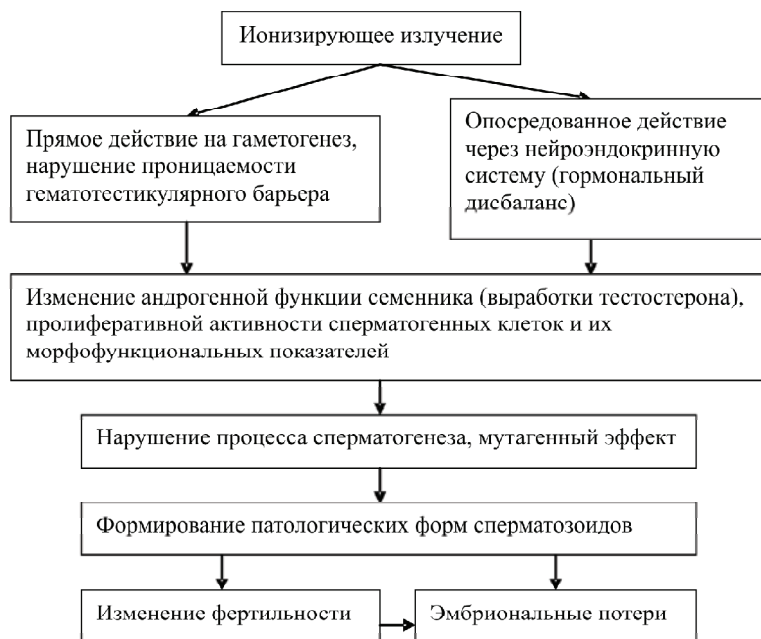 Ионизирующее излучение
Прямое действие на гаметогенез,
нарушение проницаемости
гематотестикулярного барьера
Опосредованное действие
через нейроэндокринную
систему (гормональный
дисбаланс)
Изменение андрогенной функции семенника (выработки тестостерона),
пролиферативной активности сперматогенных клеток и их
морфофункциональных показателей
Нарушение процесса сперматогенеза, мутагенный эффект
Формирование патологических форм сперматозоидов
Изменение фертильности
Эмбриональные потери